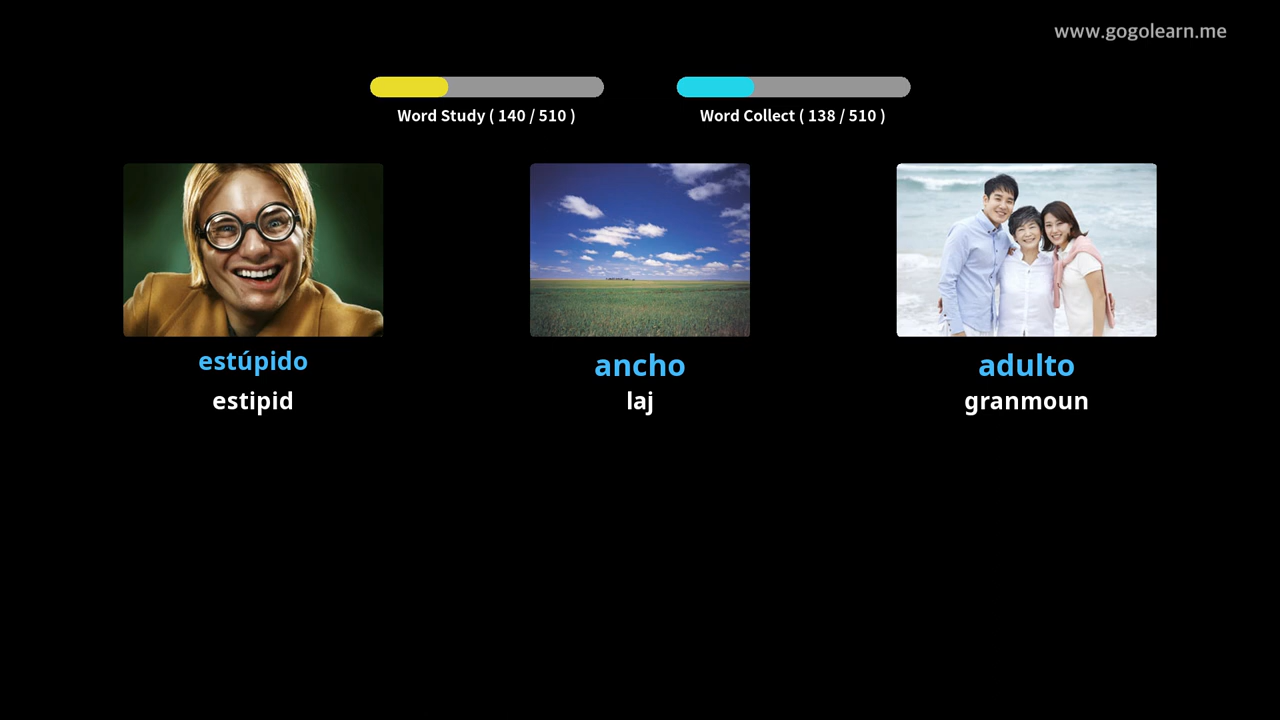 www.gogolearn.me
Word Study ( 140 / 510 )
Word Collect ( 138 / 510 )
estúpido
estipid
ancho
laj
adulto
granmoun